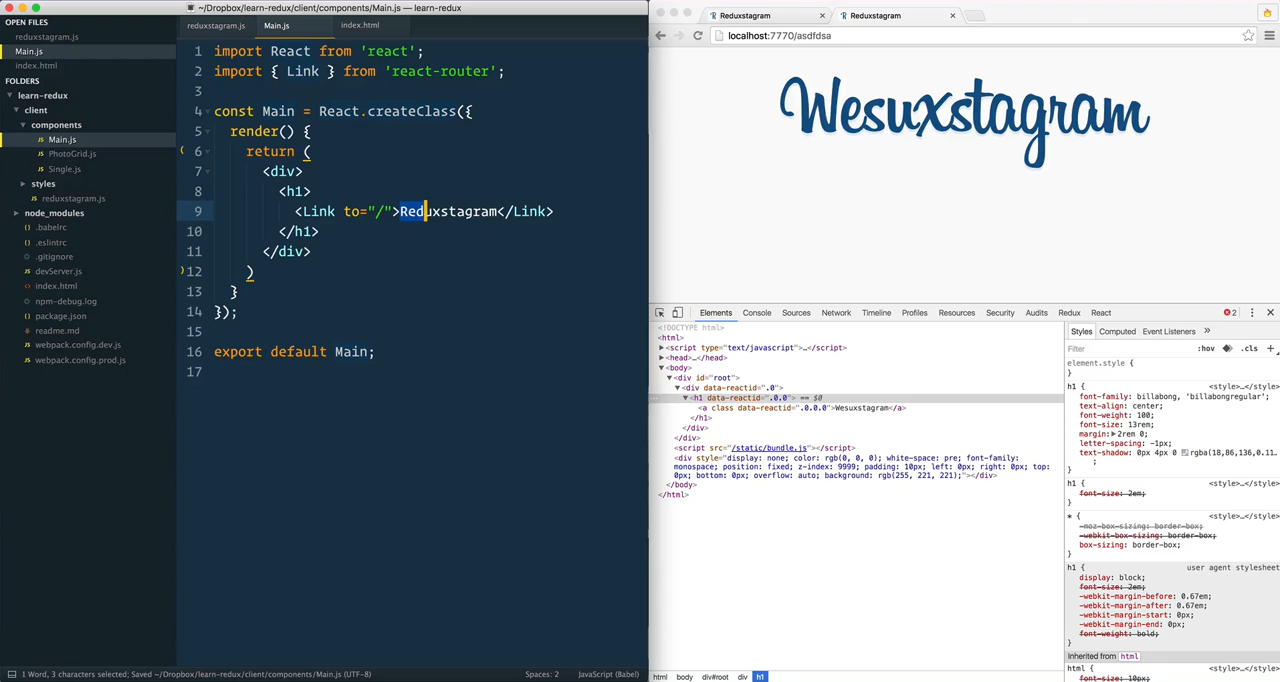 ~/Dropbox/learn-redux/client/components/Main.js — learn-redux
OPEN FILES
reduxstagram.js
Main.js
index.html
FOLDERS
learn-redux
client
components
Main.js
PhotoGrid.js
Single.js
styles
reduxstagram.js
node_modules
.babelrc
.eslintrc
.gitignore
devServer.js
index.html
npm-debug.log
package.json
readme.md
webpack.config.dev.js
webpack.config.prod.js
reduxstagram.js Main.js index.html
1 import React from 'react';
2 import { Link } from 'react-router';
3
4 const Main = React.createClass({
5 render() {
6 return (
7 <div>
8 <h1>
9 <Link to="/">Reduxstagram</Link>
10 </h1>
11 </div>
12 )
13 }
14 });
15
16 export default Main;
17
1 Word, 3 characters selected; Saved ~/Dropbox/learn-redux/client/components/Main.js (UTF-8) Spaces: 2 JavaScript (Babel)
Reduxstagram Reduxstagram
localhost:7770/asdfdsa
Wesuxstagram
Elements Console Sources Network Timeline Profiles Resources Security Audits Redux React 2
<!DOCTYPE html>
<html>
<script type="text/javascript">…</script>
<head>…</head>
<body>
<div id="root">
<div data-reactid=".0">
<h1 data-reactid=".0.0"> == $0
<a class data-reactid=".0.0.0">Wesuxstagram</a>
</h1>
</div>
</div>
<script src="/static/bundle.js"></script>
<div style="display: none; color: rgb(0, 0, 0); white-space: pre; font-family:
monospace; position: fixed; z-index: 9999; padding: 10px; left: 0px; right: 0px; top:
0px; bottom: 0px; overflow: auto; background: rgb(255, 221, 221);"></div>
</body>
</html>
html body div#root div h1
Styles Computed Event Listeners »
Filter :hov .cls +
element.style {
}
h1 { <style>…</style>
font-family: billabong, 'billabongregular';
text-align: center;
font-weight: 100;
font-size: 13rem;
margin: 2rem 0;
letter-spacing: -1px;
text-shadow: 0px 4px 0 rgba(18,86,136,0.11…
;
}
h1 { <style>…</style>
font-size: 2em;
}
* { <style>…</style>
-moz-box-sizing: border-box;
-webkit-box-sizing: border-box;
box-sizing: border-box;
}
h1 { user agent stylesheet
display: block;
font-size: 2em;
-webkit-margin-before: 0.67em;
-webkit-margin-after: 0.67em;
-webkit-margin-start: 0px;
-webkit-margin-end: 0px;
font-weight: bold;
}
Inherited from html
html { <style>…</style>
font-size: 10px;